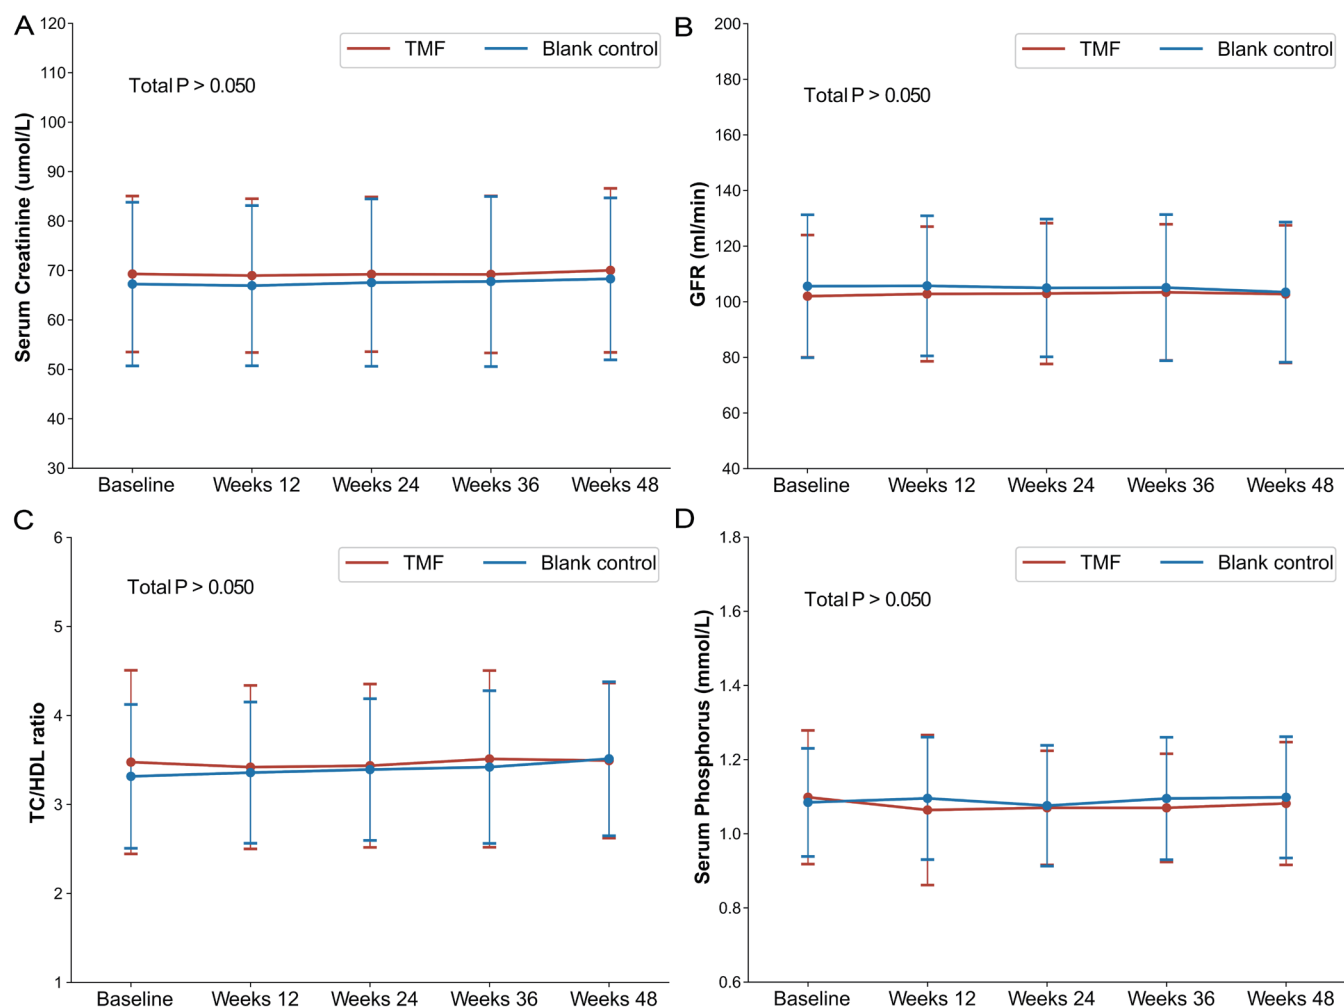 A
TMF
Blank control
Total P > 0.050
Serum Creatinine (umol/L)
120
110
100
90
80
70
60
50
40
30
Baseline
Weeks 12
Weeks 24
Weeks 36
Weeks 48
B
TMF
Blank control
Total P > 0.050
GFR (ml/min)
200
180
160
140
120
100
80
60
40
Baseline
Weeks 12
Weeks 24
Weeks 36
Weeks 48
C
TMF
Blank control
Total P > 0.050
TC/HDL ratio
6
5
4
3
2
1
Baseline
Weeks 12
Weeks 24
Weeks 36
Weeks 48
D
TMF
Blank control
Total P > 0.050
Serum Phosphorus (mmol/L)
1.8
1.6
1.4
1.2
1.0
0.8
0.6
Baseline
Weeks 12
Weeks 24
Weeks 36
Weeks 48